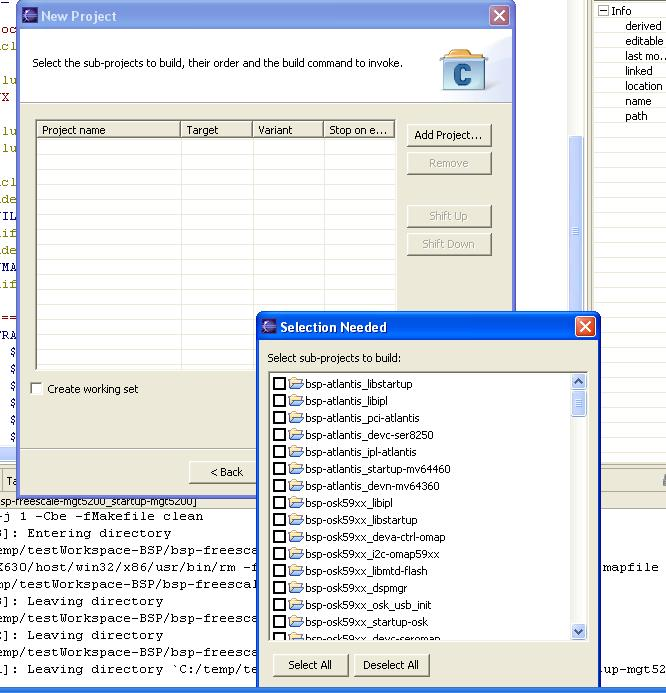 New Project
Select the sub-projects to build, their order and the build command to invoke.
Project name Target Variant Stop on e...
Add Project...
Remove
Shift Up
Shift Down
Create working set
< Back
Selection Needed
Select sub-projects to build:
bsp-atlantis_libstartup
bsp-atlantis_libipl
bsp-atlantis_pci-atlantis
bsp-atlantis_devc-ser8250
bsp-atlantis_ipl-atlantis
bsp-atlantis_startup-mv64460
bsp-atlantis_devn-mv64360
bsp-osk59xx_libipl
bsp-osk59xx_libstartup
bsp-osk59xx_deva-ctrl-omap
bsp-osk59xx_i2c-omap59xx
bsp-osk59xx_libmtd-flash
bsp-osk59xx_dspmgr
bsp-osk59xx_osk_usb_init
bsp-osk59xx_startup-osk
bsp-osk59xx_devc-seromap
Select All
Deselect All
Info
derived
editable
last mo...
linked
location
name
path
Ta
sp-freescale-mgt5200_startup-mgt5200]
-j 1 -Cbe -fMakefile clean
]: Entering directory
emp/testWorkspace-BSP/bsp-freesca
X630/host/win32/x86/usr/bin/rm -f
mapfile
mp/testWorkspace-BSP/bsp-freescal
]: Leaving directory
emp/testWorkspace-BSP/bsp-freesca
]: Leaving directory
emp/testWorkspace-BSP/bsp-freesca
]: Leaving directory `C:/temp/te
up-mgt52